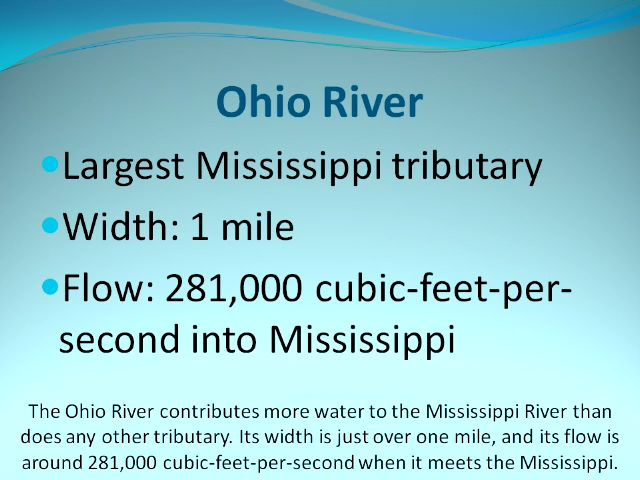 Ohio River
•Largest Mississippi tributary
•Width: 1 mile
•Flow: 281,000 cubic-feet-per-
second into Mississippi
The Ohio River contributes more water to the Mississippi River than
does any other tributary. Its width is just over one mile, and its flow is
around 281,000 cubic-feet-per-second when it meets the Mississippi.